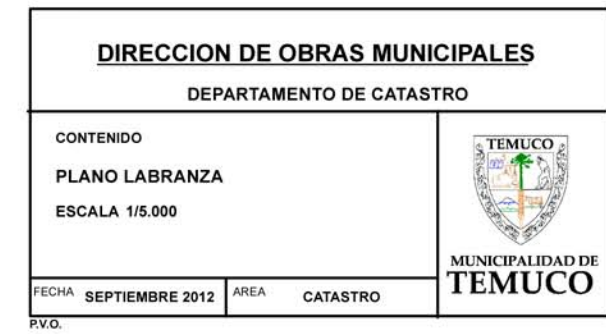 DIRECCION DE OBRAS MUNICIPALES
DEPARTAMENTO DE CATASTRO
CONTENIDO
PLANO LABRANZA
ESCALA 1/5.000
TEMUCO
MUNICIPALIDAD DE
TEMUCO
FECHA SEPTIEMBRE 2012 AREA CATASTRO
P.V.O.